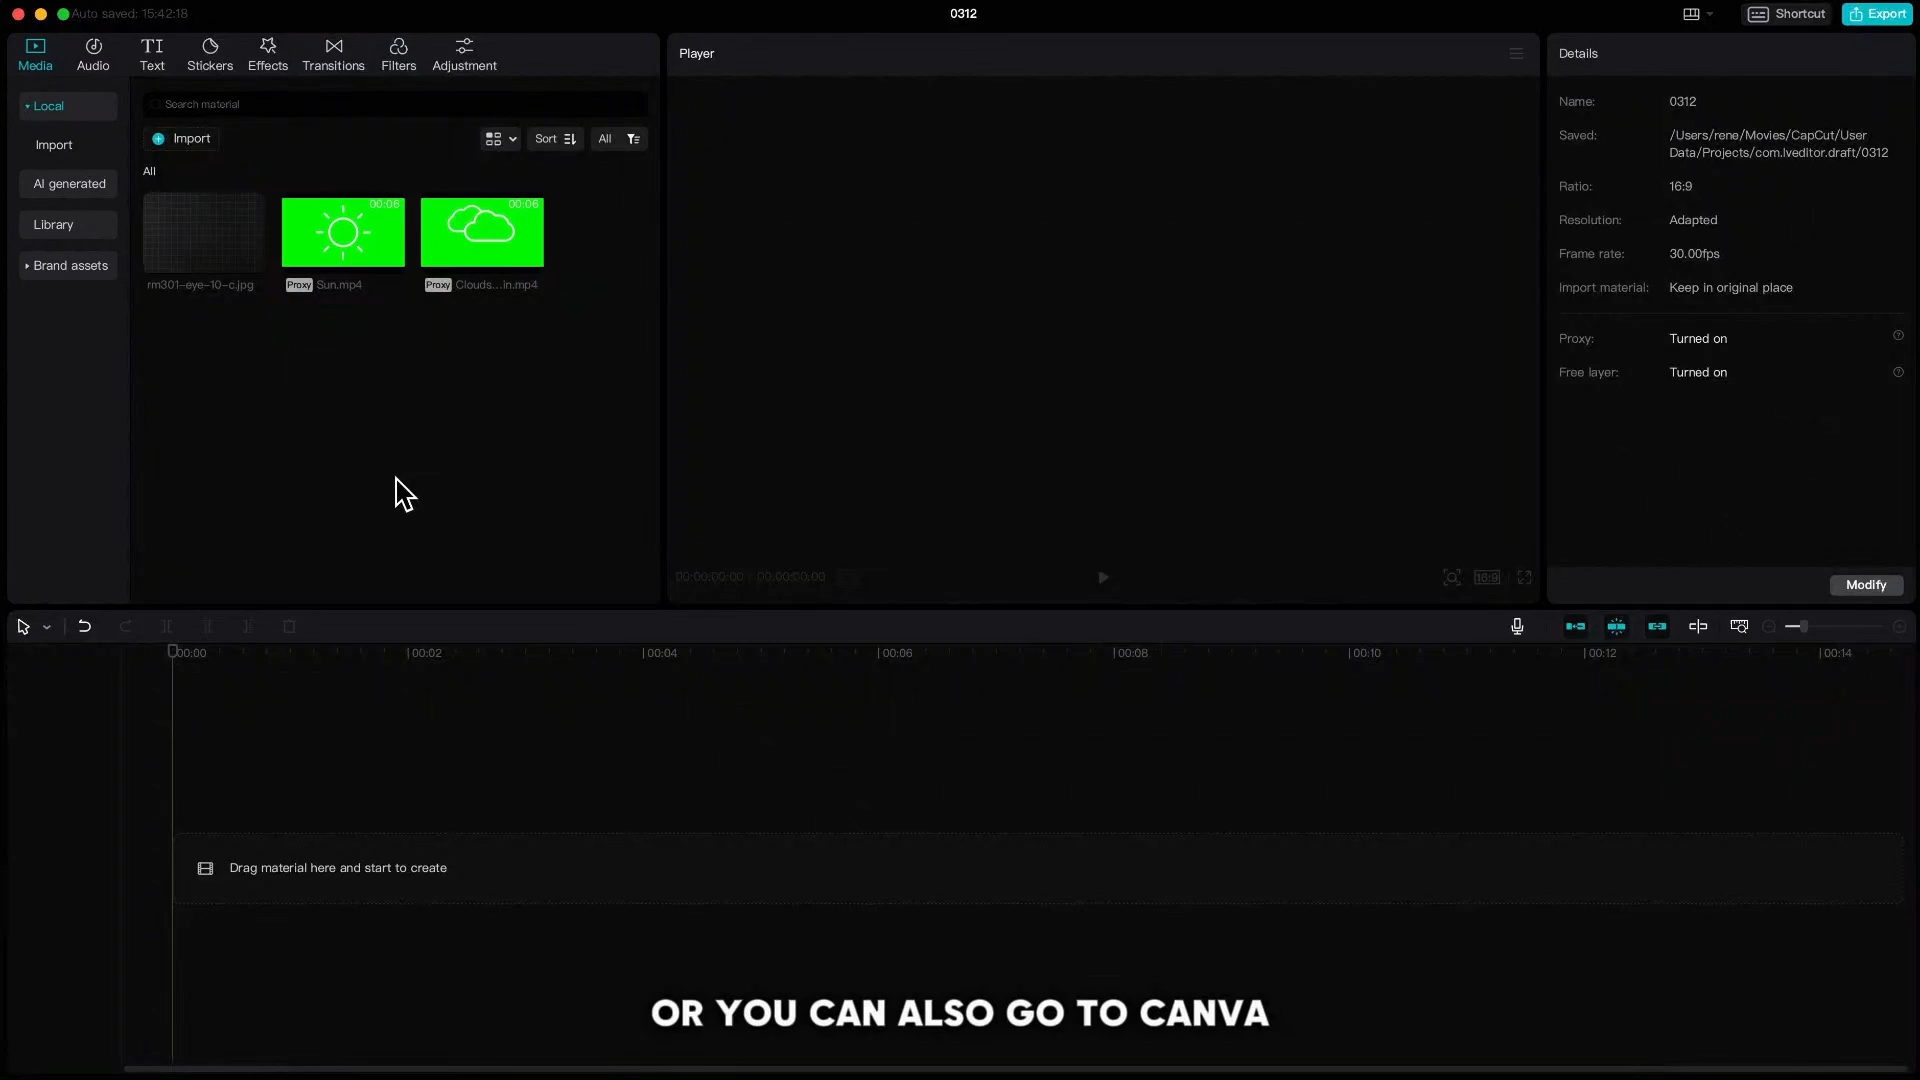 Auto saved: 15:42:18
0312
Shortcut
Export
Media
Audio
TI
Text
Stickers
Effects
Transitions
Filters
Adjustment
Local
Import
AI generated
Library
Brand assets
Search material
Import
Sort
All
All
rm301-eye-10-c.jpg
00:06
Proxy Sun.mp4
00:06
Proxy Clouds...in.mp4
Player
00:00:00:00
00:00:00:00
16:9
Details
Name: 0312
Saved: /Users/rene/Movies/CapCut/User
Data/Projects/com.lveditor.draft/0312
Ratio: 16:9
Resolution: Adapted
Frame rate: 30.00fps
Import material: Keep in original place
Proxy: Turned on
Free layer: Turned on
Modify
00:00
00:02
00:04
00:06
00:08
00:10
00:12
00:14
Drag material here and start to create
OR YOU CAN ALSO GO TO CANVA